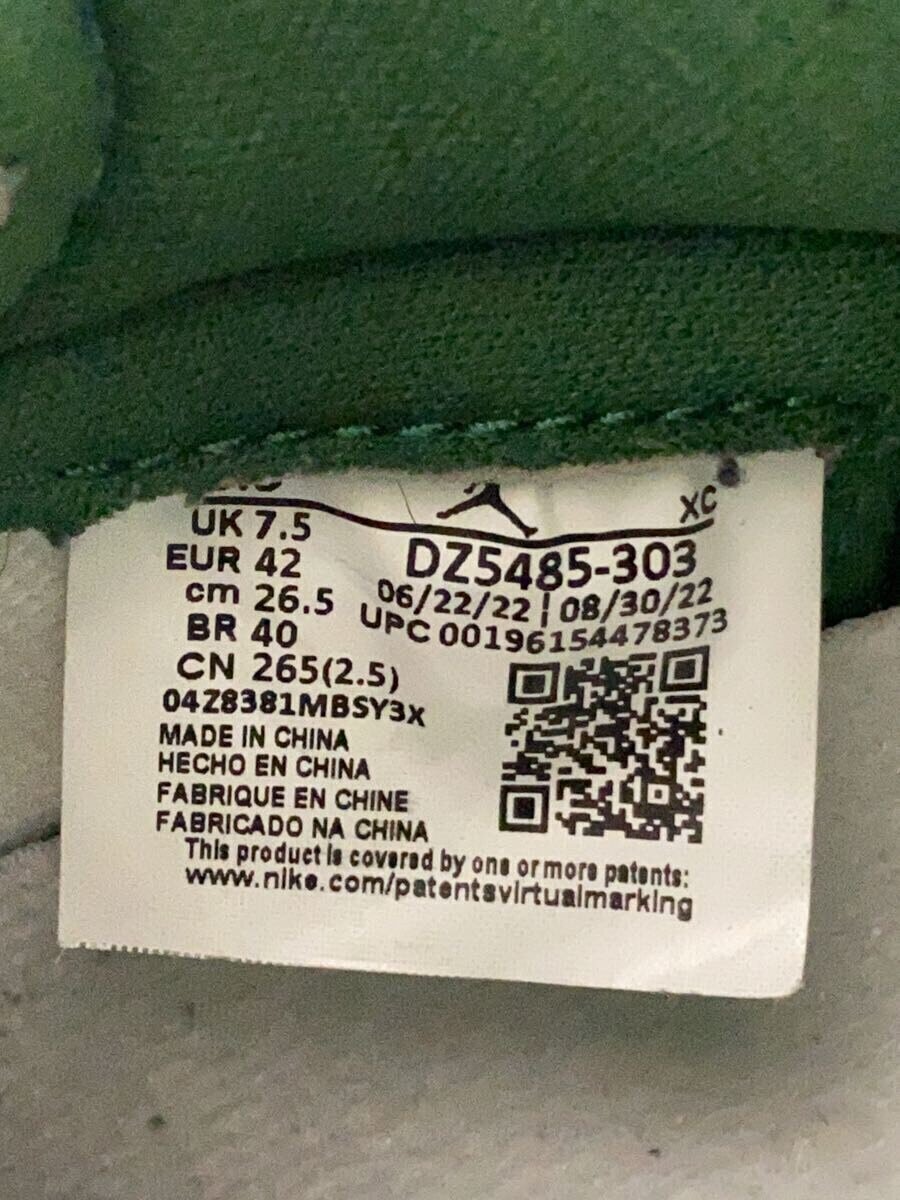 XC
UK 7.5
EUR 42
cm 26.5
BR 40
CN 265(2.5)
04Z8381MBSY3X
DZ5485-303
06/22/22 | 08/30/22
UPC 00196154478373
MADE IN CHINA
HECHO EN CHINA
FABRIQUE EN CHINE
FABRICADO NA CHINA
This product is covered by one or more patents:
www.nike.com/patentsvirtualmarking